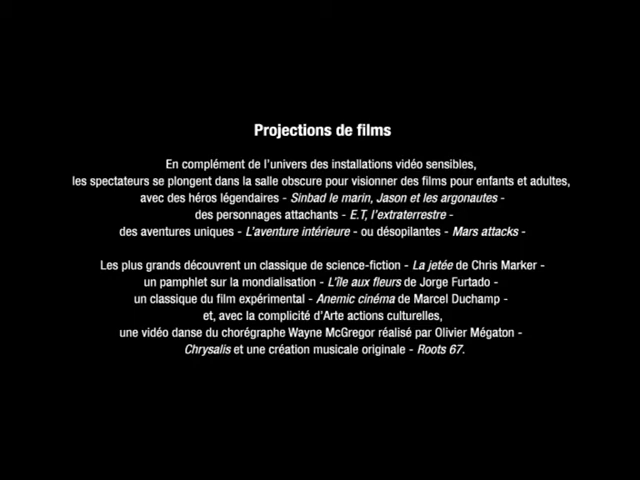 Projections de films
En complément de l'univers des installations vidéo sensibles,
les spectateurs se plongent dans la salle obscure pour visionner des films pour enfants et adultes,
avec des héros légendaires - Sinbad le marin, Jason et les argonautes -
des personnages attachants - E.T, l'extraterrestre -
des aventures uniques - L'aventure intérieure - ou désopilantes - Mars attacks -
Les plus grands découvrent un classique de science-fiction - La jetée de Chris Marker -
un pamphlet sur la mondialisation - L'île aux fleurs de Jorge Furtado -
un classique du film expérimental - Anemic cinéma de Marcel Duchamp -
et, avec la complicité d'Arte actions culturelles,
une vidéo danse du chorégraphe Wayne McGregor réalisé par Olivier Mégaton -
Chrysalis et une création musicale originale - Roots 67.